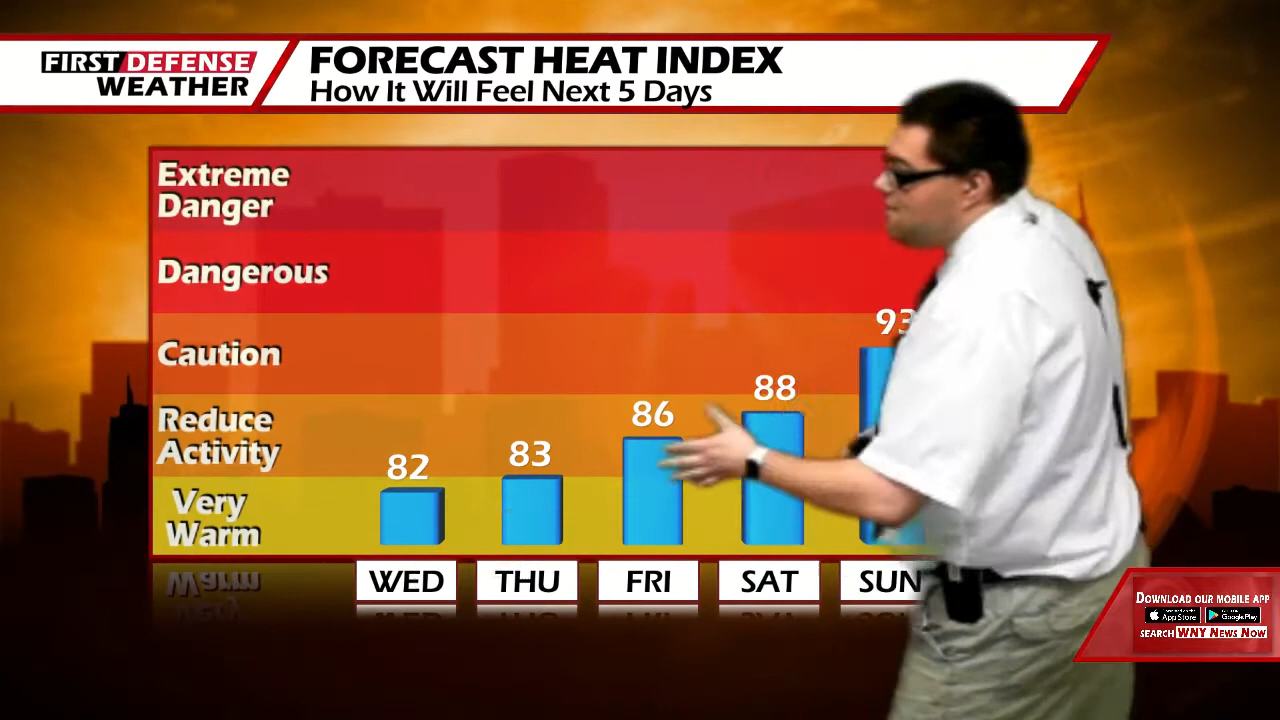 FIRST DEFENSE
WEATHER
FORECAST HEAT INDEX
How It Will Feel Next 5 Days
Extreme
Danger
Dangerous
Caution
Reduce
Activity
Very
Warm
82
83
86
88
93
WED
THU
FRI
SAT
SUN
DOWNLOAD OUR MOBILE APP
App Store
Google Play
SEARCH WNY NEWS NOW